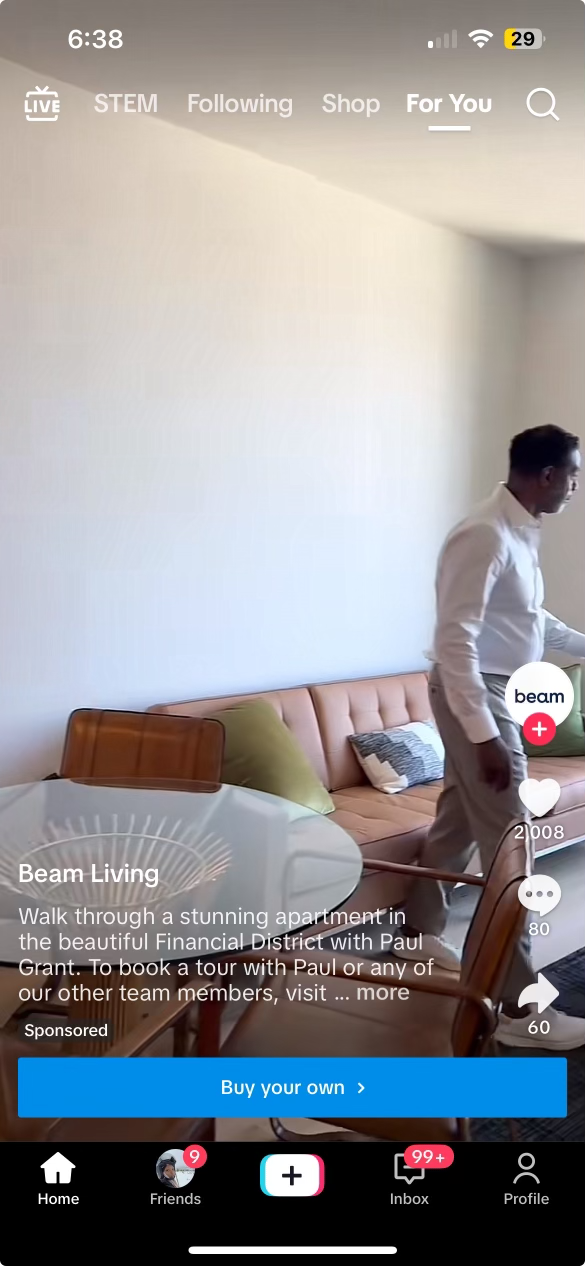 6:38
29
LIVE
STEM
Following
Shop
For You
beam
2,008
80
60
Beam Living
Walk through a stunning apartment in
the beautiful Financial District with Paul
Grant. To book a tour with Paul or any of
our other team members, visit ... more
Sponsored
Buy your own >
9
99+
Home
Friends
Inbox
Profile